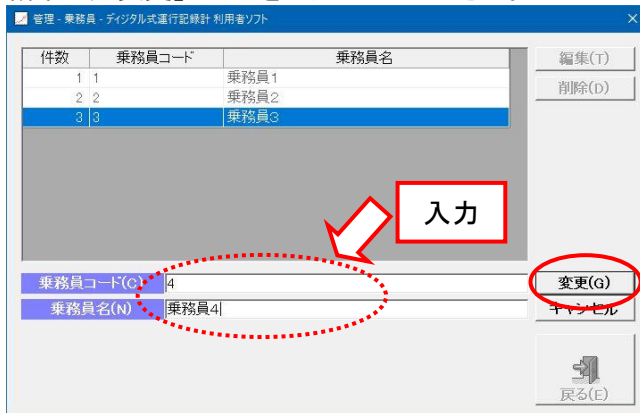 管理 - 乗務員 - ディジタル式運行記録計 利用者ソフト
件数 乗務員コード 乗務員名
1 1 乗務員1
2 2 乗務員2
3 3 乗務員3
編集(T)
削除(D)
入力
乗務員コード(C) 4
乗務員名(N) 乗務員4
変更(G)
キャンセル
戻る(E)